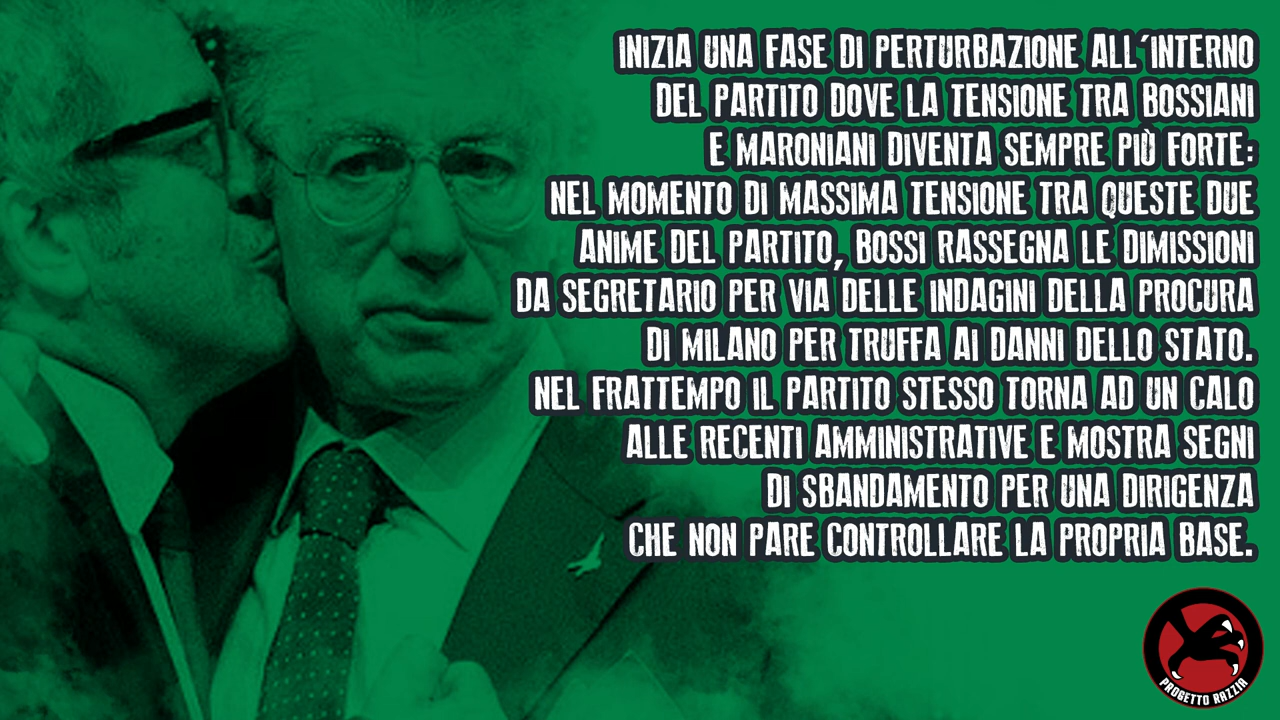 INIZIA UNA FASE DI PERTURBAZIONE ALL'INTERNO
DEL PARTITO DOVE LA TENSIONE TRA BOSSIANI
E MARONIANI DIVENTA SEMPRE PIÙ FORTE:
NEL MOMENTO DI MASSIMA TENSIONE TRA QUESTE DUE
ANIME DEL PARTITO, BOSSI RASSEGNA LE DIMISSIONI
DA SEGRETARIO PER VIA DELLE INDAGINI DELLA PROCURA
DI MILANO PER TRUFFA AI DANNI DELLO STATO.
NEL FRATTEMPO IL PARTITO STESSO TORNA AD UN CALO
ALLE RECENTI AMMINISTRATIVE E MOSTRA SEGNI
DI SBANDAMENTO PER UNA DIRIGENZA
CHE NON PARE CONTROLLARE LA PROPRIA BASE.
PROGETTO RAZZIA